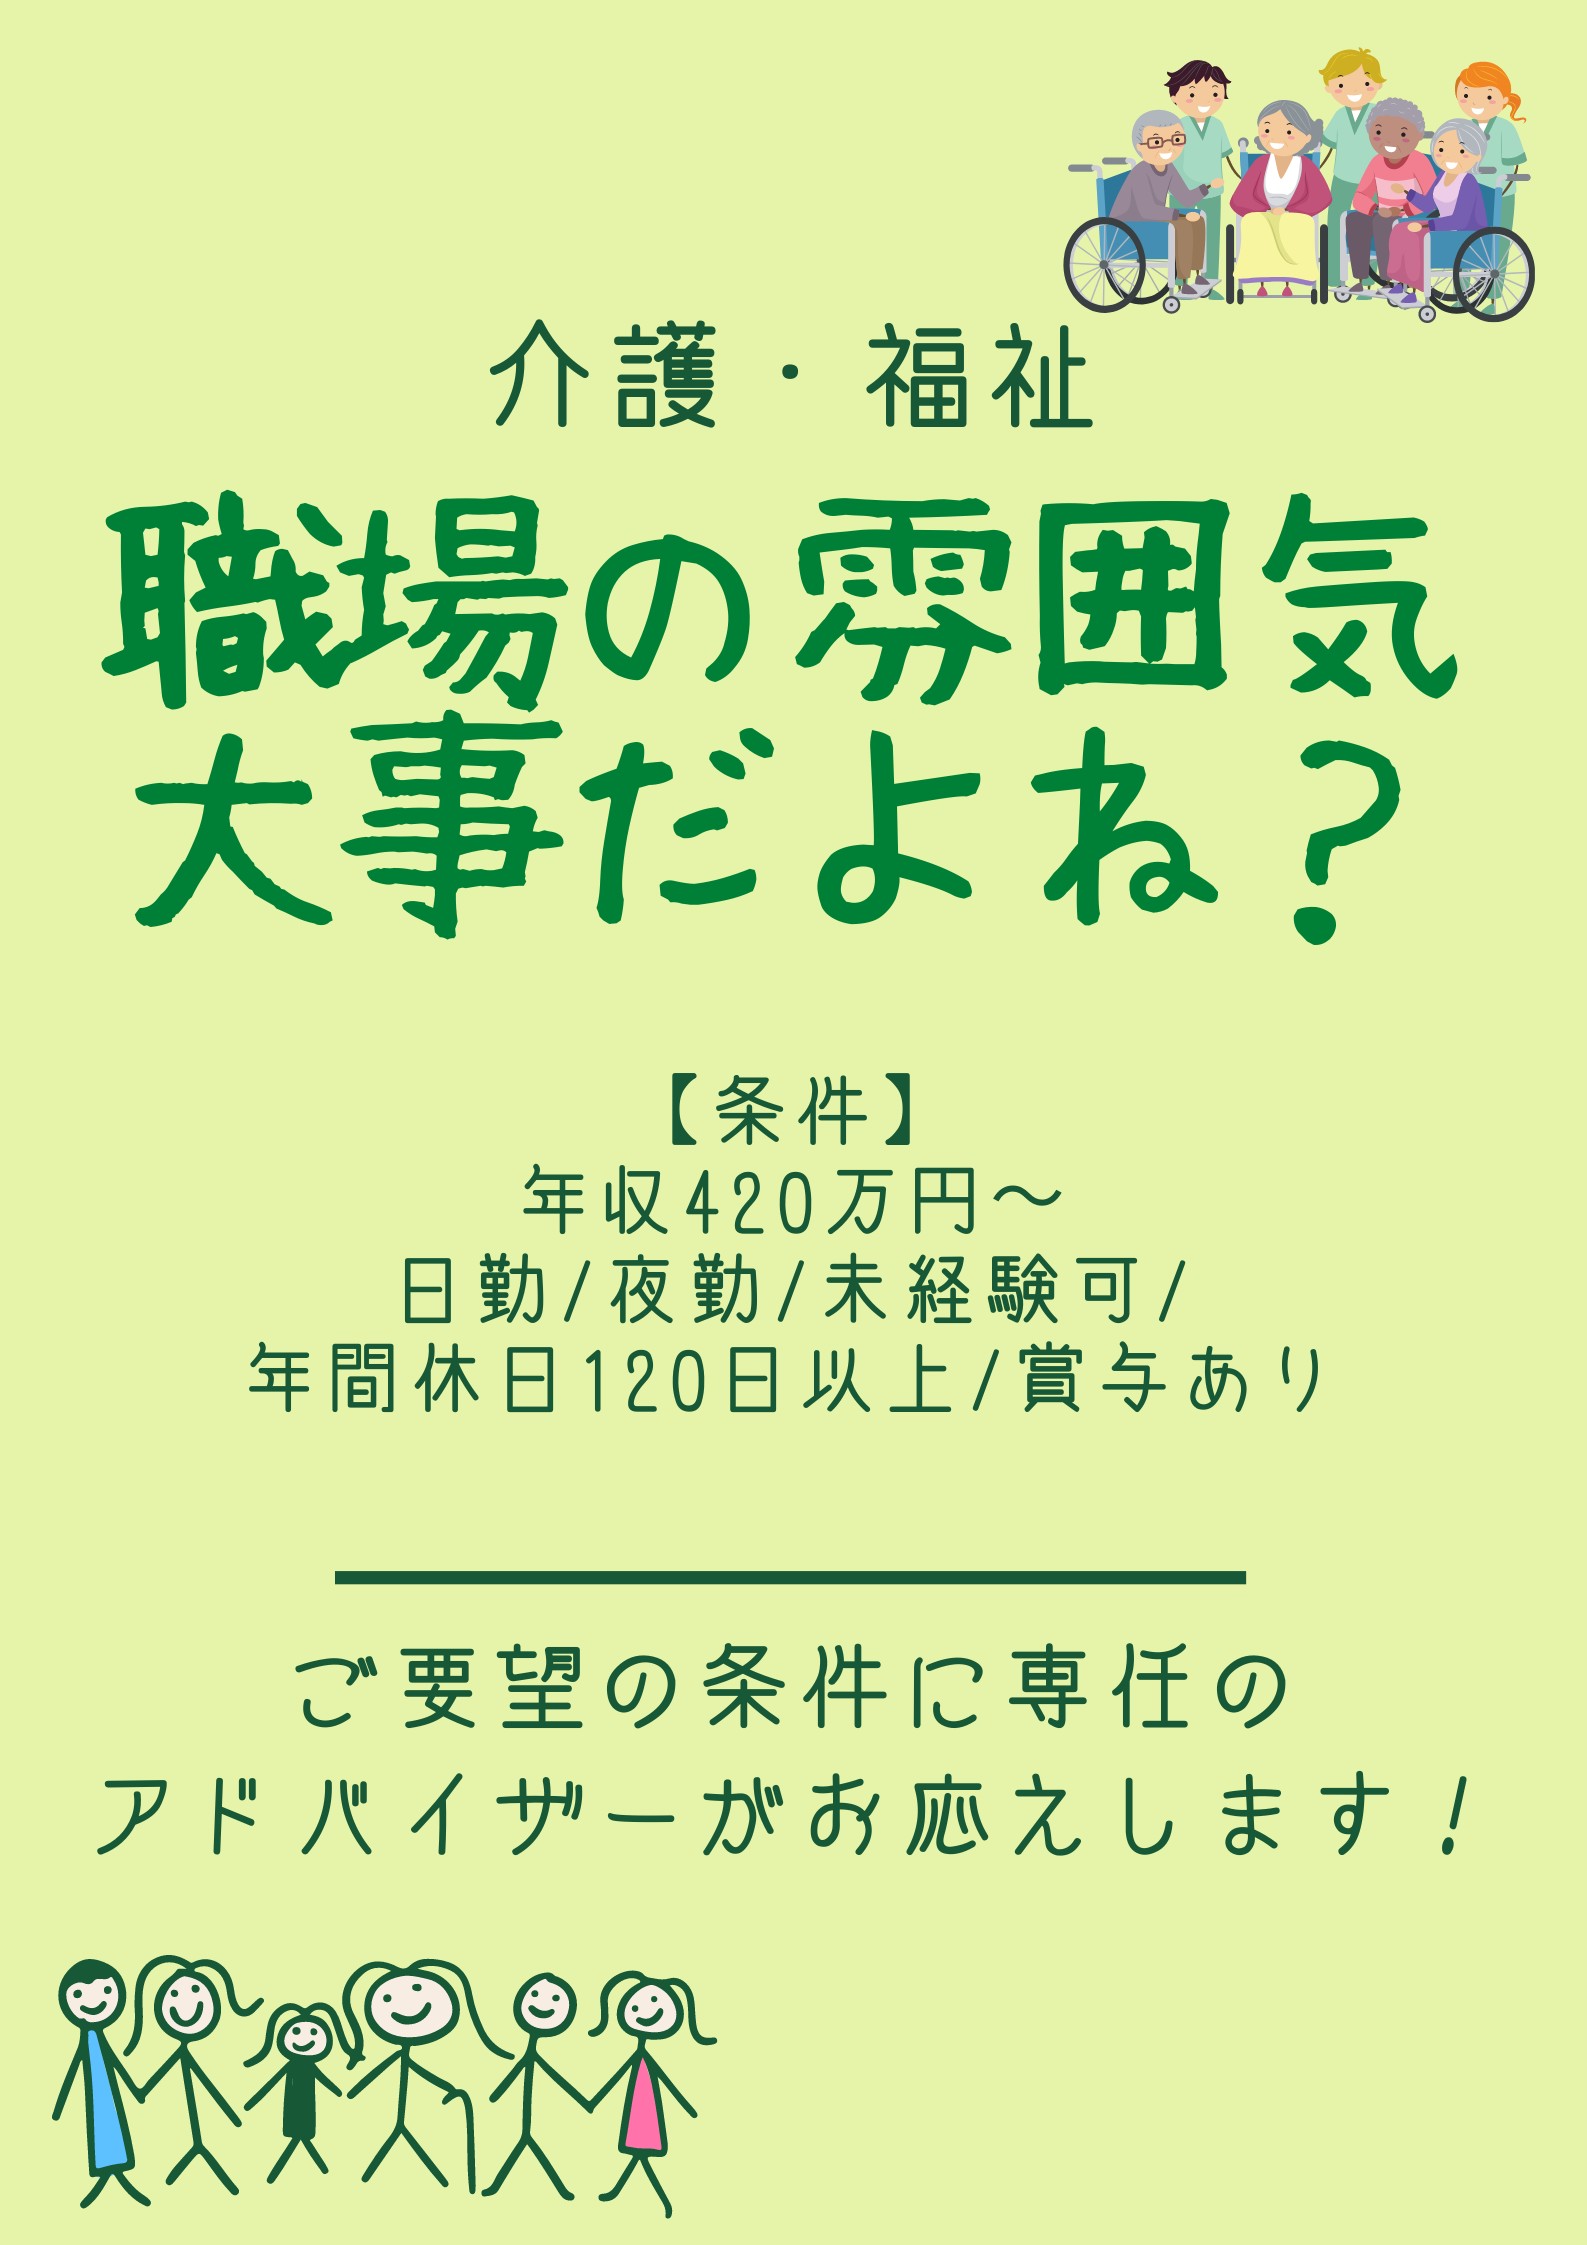 介護・福祉
職場の雰囲気
大事だよね？
【条件】
年収420万円～
日勤/夜勤/未経験可/
年間休日120日以上/賞与あり
ご要望の条件に専任の
アドバイザーがお応えします！